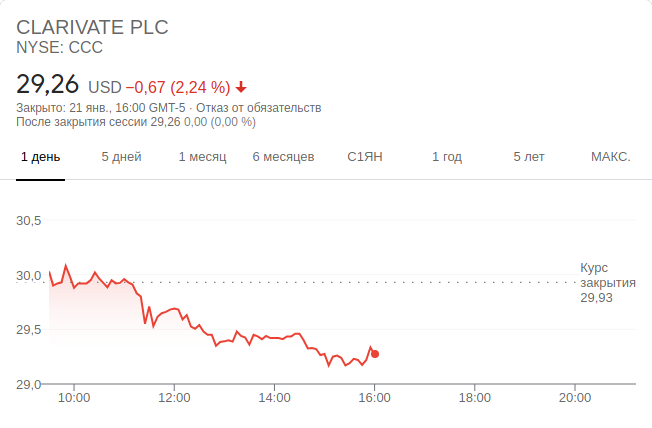 CLARIVATE PLC
NYSE: CCC
29,26 USD −0,67 (2,24 %)
Закрыто: 21 янв., 16:00 GMT-5 · Отказ от обязательств
После закрытия сессии 29,26 0,00 (0,00 %)
1 день 5 дней 1 месяц 6 месяцев С1ЯН 1 год 5 лет МАКС.
30,5
30,0
29,5
29,0
Курс
закрытия
29,93
10:00 12:00 14:00 16:00 18:00 20:00